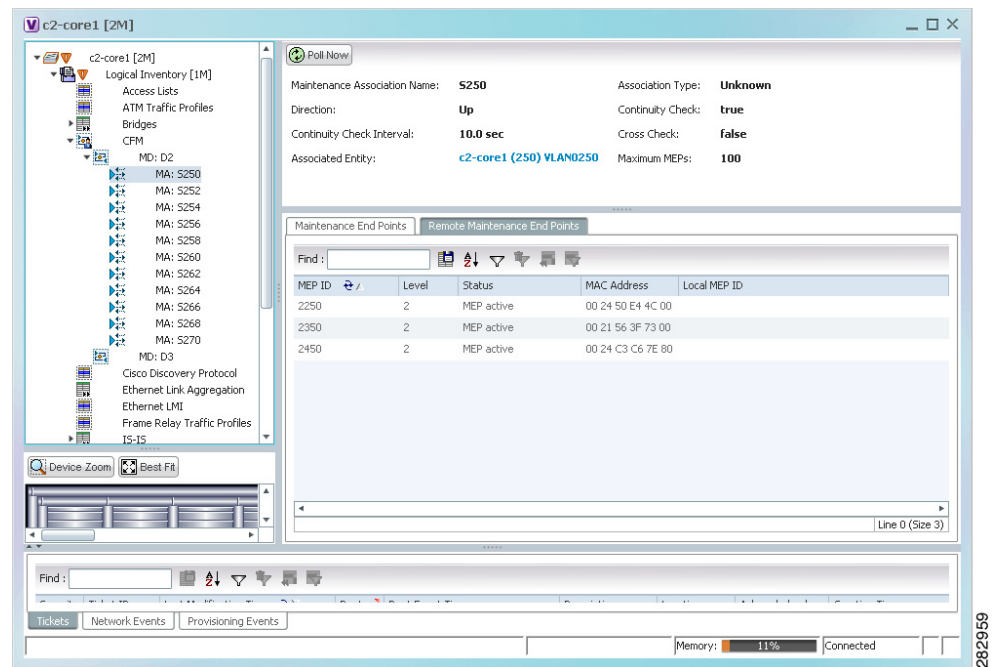 c2-core1 [2M]
c2-core1 [2M]
Logical Inventory [1M]
Access Lists
ATM Traffic Profiles
Bridges
CFM
MD: D2
MA: S250
MA: S252
MA: S254
MA: S256
MA: S258
MA: S260
MA: S262
MA: S264
MA: S266
MA: S268
MA: S270
MD: D3
Cisco Discovery Protocol
Ethernet Link Aggregation
Ethernet LMI
Frame Relay Traffic Profiles
IS-IS
Device Zoom Best Fit
Poll Now
Maintenance Association Name: S250 Association Type: Unknown
Direction: Up Continuity Check: true
Continuity Check Interval: 10.0 sec Cross Check: false
Associated Entity: c2-core1 (250) VLAN0250 Maximum MEPs: 100
Maintenance End Points Remote Maintenance End Points
Find :
MEP ID Level Status MAC Address Local MEP ID
2250 2 MEP active 00 24 50 E4 4C 00
2350 2 MEP active 00 21 56 3F 73 00
2450 2 MEP active 00 24 C3 C6 7E 80
Line 0 (Size 3)
Find :
Tickets Network Events Provisioning Events
Memory: 11% Connected
282959